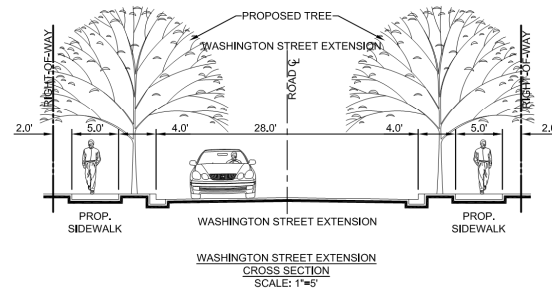 PROPOSED TREE
WASHINGTON STREET EXTENSION
RIGHT-OF-WAY
ROAD ℄
RIGHT-OF-WAY
2.0' 5.0' 4.0' 28.0' 4.0' 5.0' 2.0
PROP.
SIDEWALK
WASHINGTON STREET EXTENSION
PROP.
SIDEWALK
WASHINGTON STREET EXTENSION
CROSS SECTION
SCALE: 1"=5'